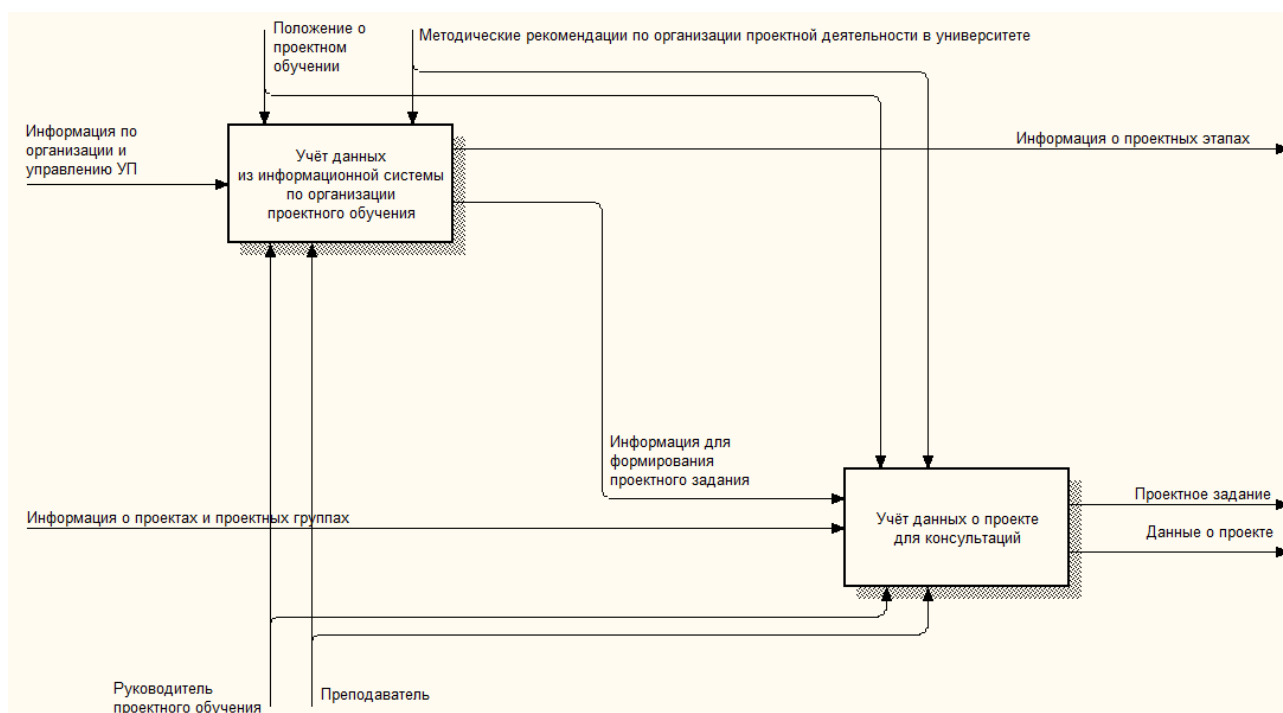 Положение о
проектном
обучении
Методические рекомендации по организации проектной деятельности в университете
Информация по
организации и
управлению УП
Учёт данных
из информационной системы
по организации
проектного обучения
Информация о проектных этапах
Информация для
формирования
проектного задания
Информация о проектах и проектных группах
Учёт данных о проекте
для консультаций
Проектное задание
Данные о проекте
Руководитель
проектного обучения
Преподаватель